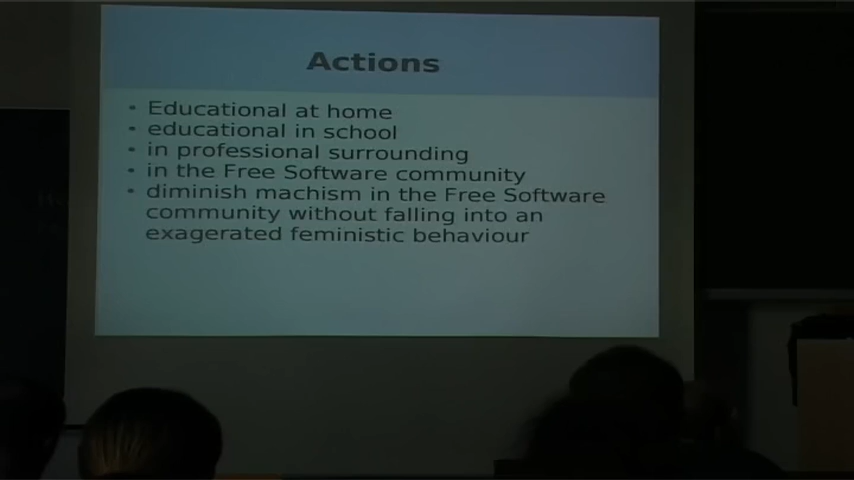 Actions
• Educational at home
• educational in school
• in professional surrounding
• in the Free Software community
• diminish machism in the Free Software
community without falling into an
exagerated feministic behaviour